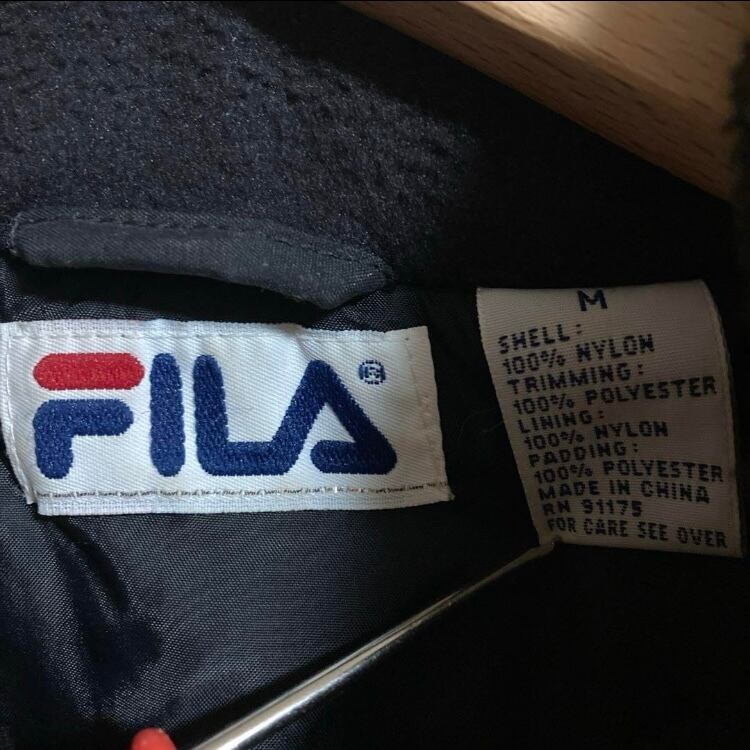 FILA®
M
SHELL:
100% NYLON
TRIMMING:
100% POLYESTER
LINING:
100% NYLON
PADDING:
100% POLYESTER
MADE IN CHINA
RN 91175
FOR CARE SEE OVER